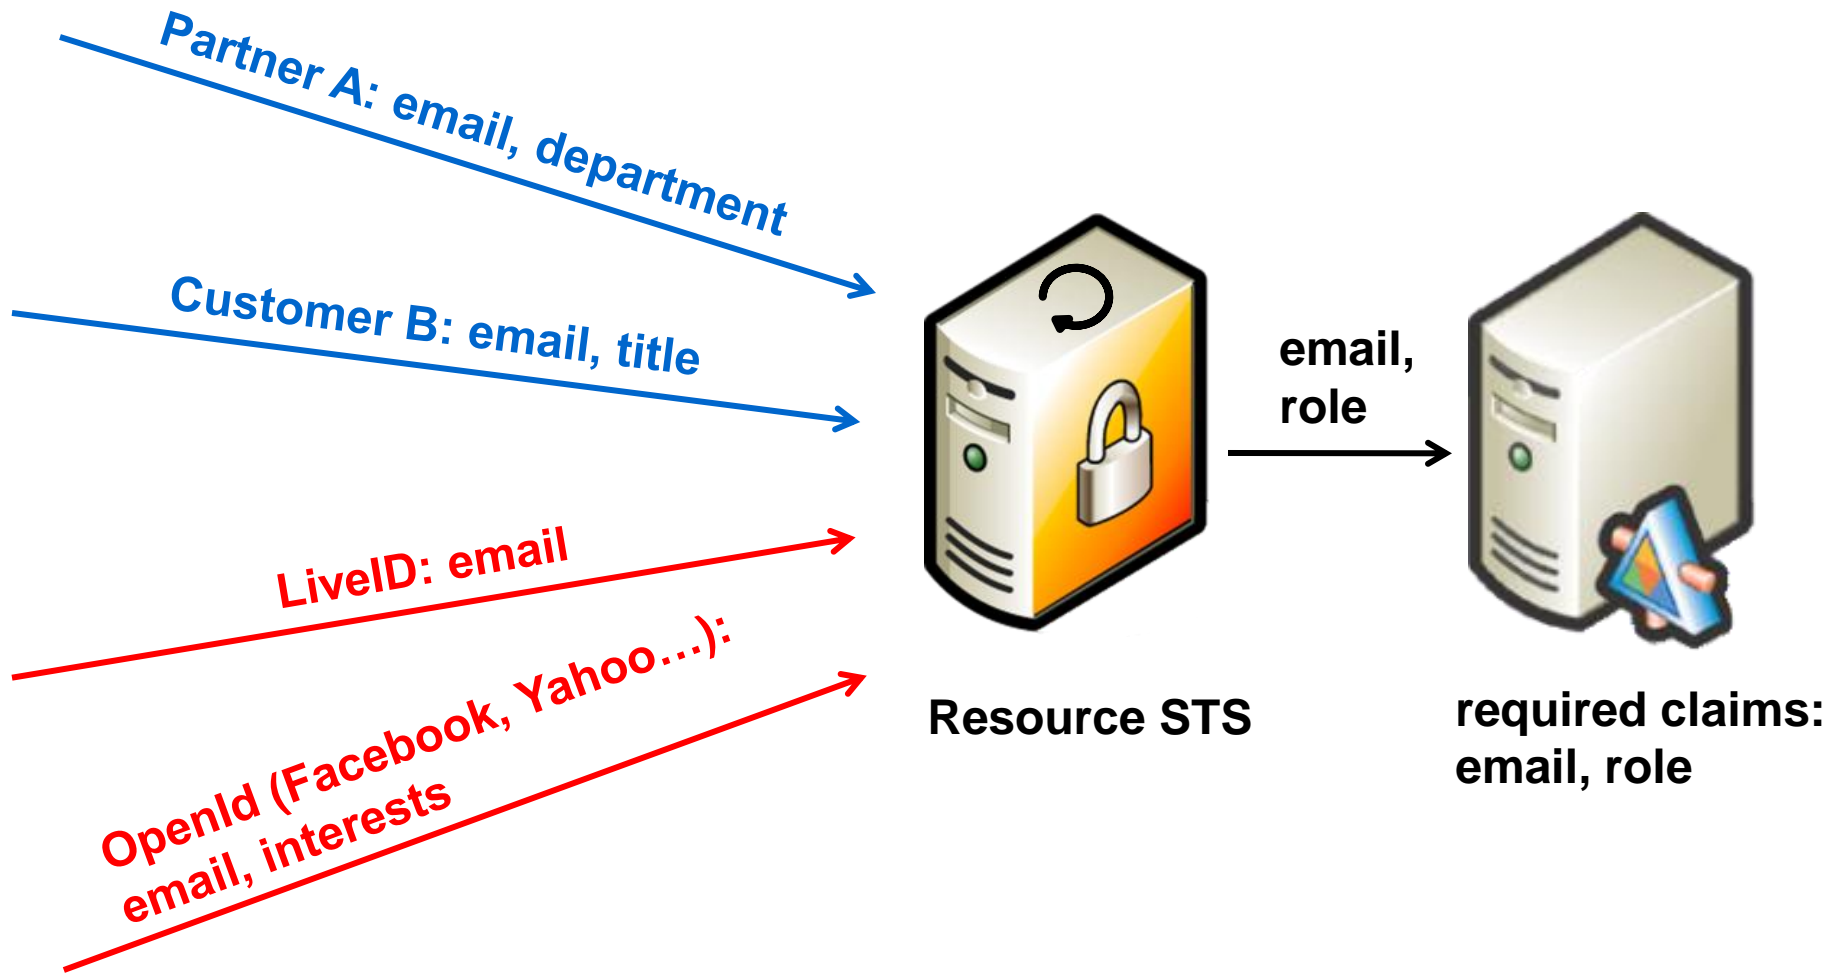 Partner A: email, department
Customer B: email, title
LiveID: email
OpenId (Facebook, Yahoo…):
email, interests
email,
role
Resource STS
required claims:
email, role